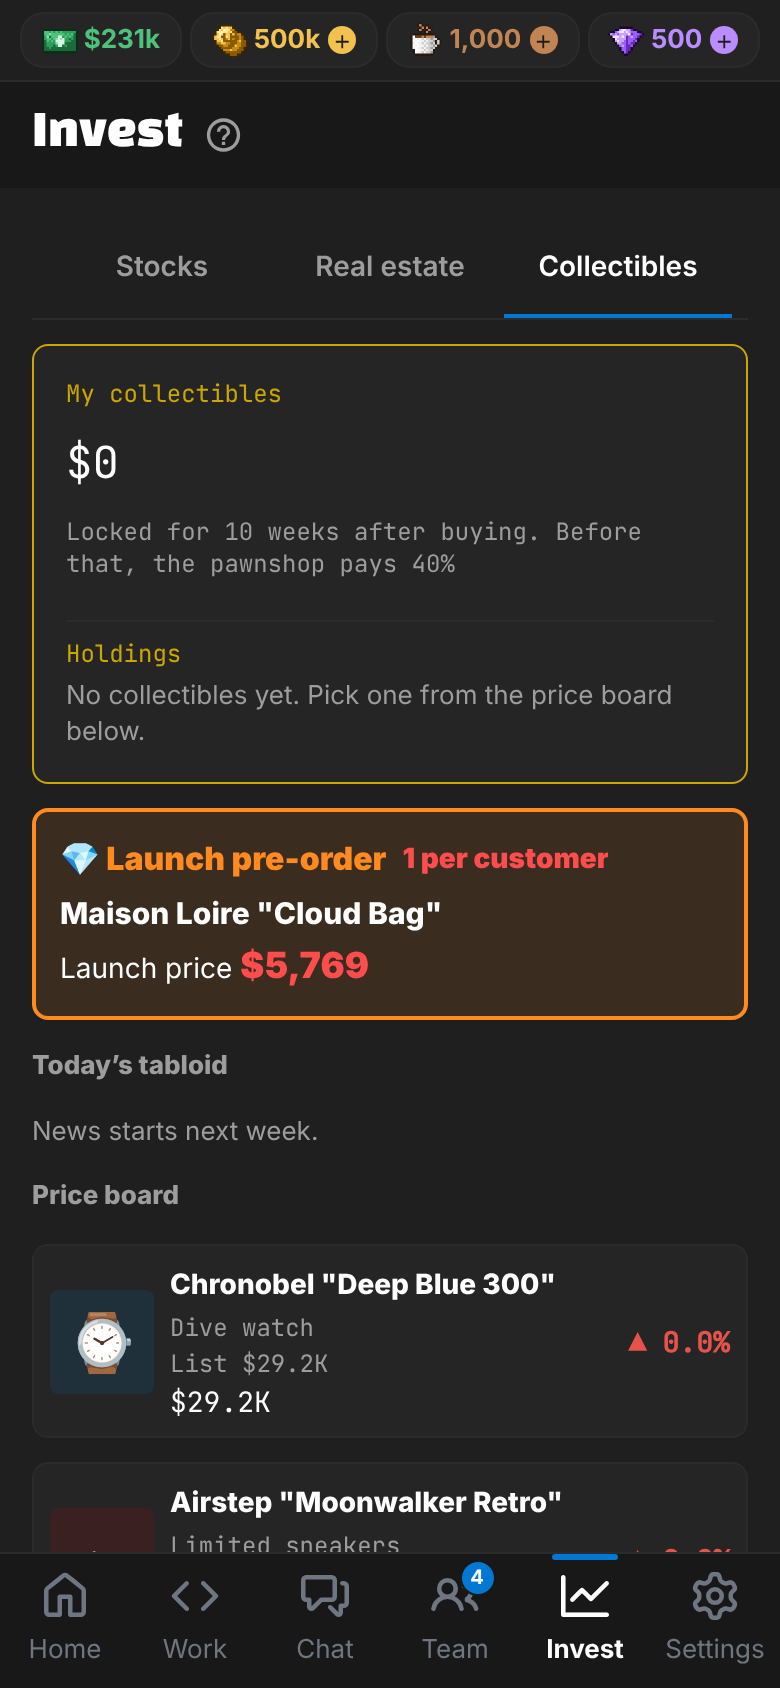 $231k 500k 1,000 500
Invest
Stocks Real estate Collectibles
My collectibles
$0
Locked for 10 weeks after buying. Before
that, the pawnshop pays 40%
Holdings
No collectibles yet. Pick one from the price board
below.
Launch pre-order 1 per customer
Maison Loire "Cloud Bag"
Launch price $5,769
Today’s tabloid
News starts next week.
Price board
Chronobel "Deep Blue 300"
Dive watch
List $29.2K
$29.2K
▲ 0.0%
Airstep "Moonwalker Retro"
Limited sneakers
4
Home Work Chat Team Invest Settings